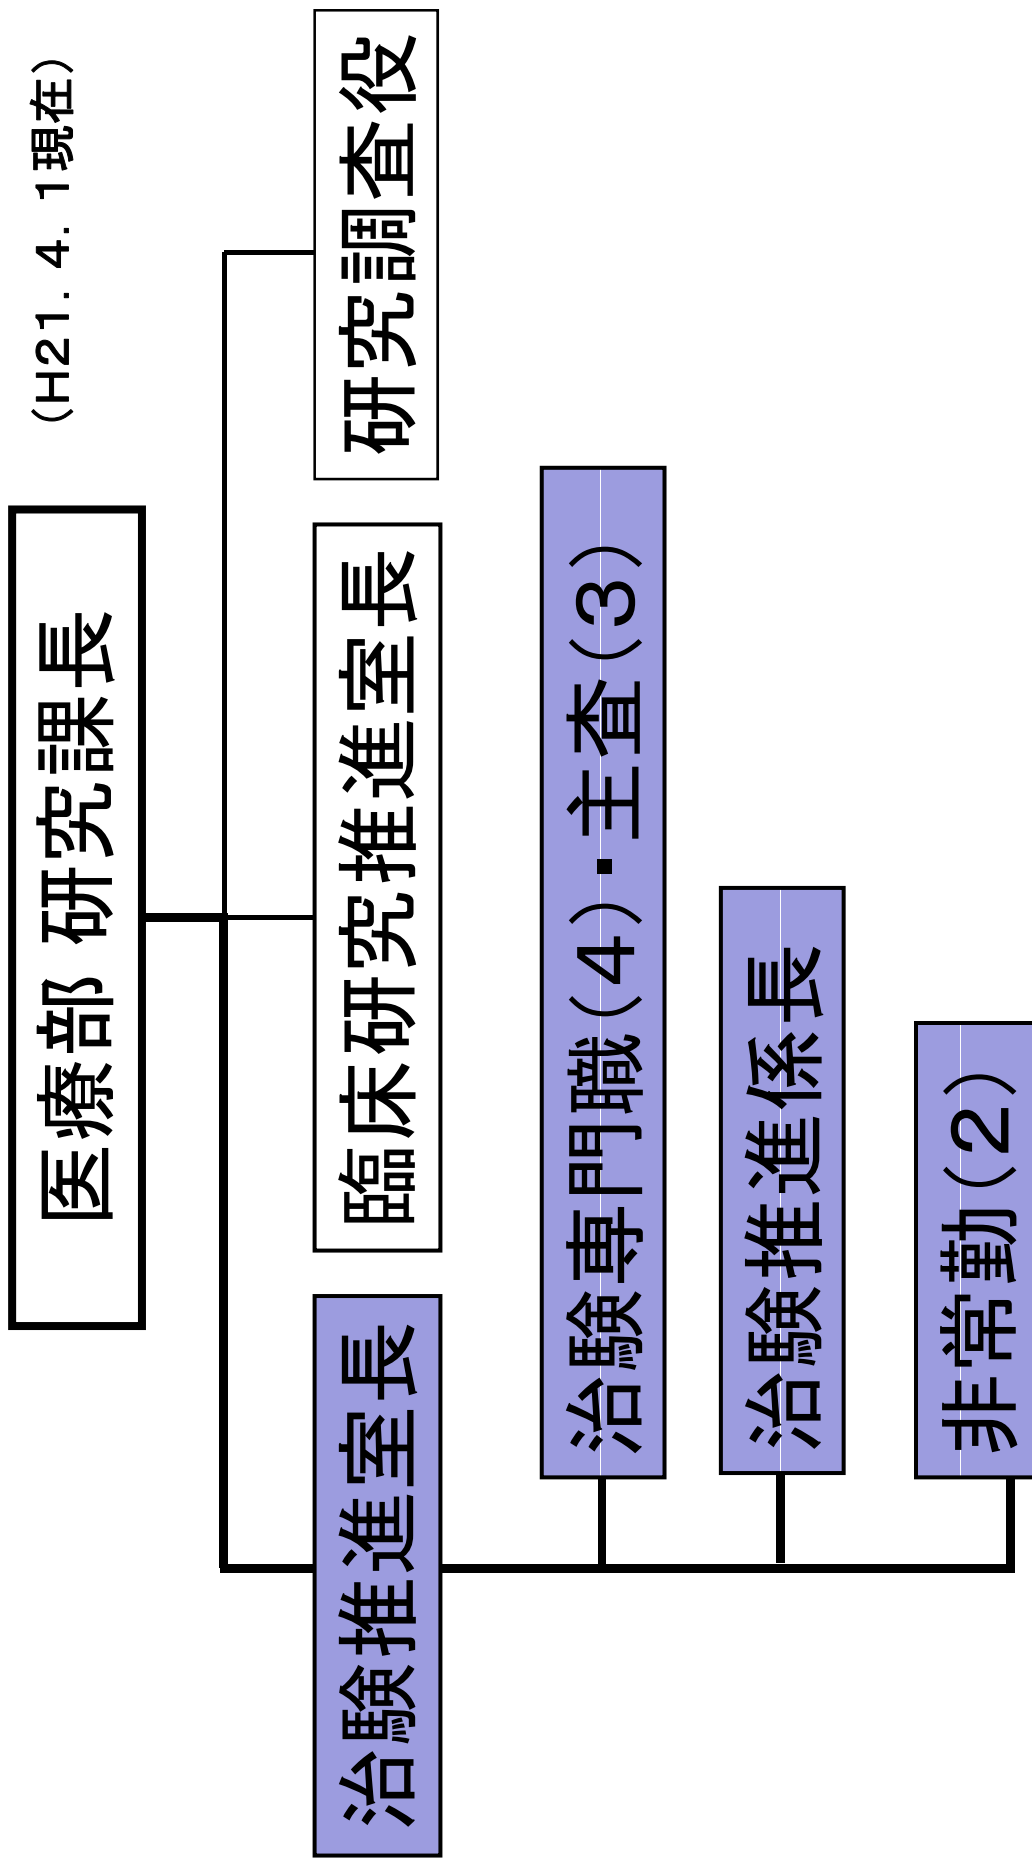 医療部 研究課長
（H21．4．1現在）
治験推進室長
臨床研究推進室長
研究調査役
治験専門職（4）・主査（3）
治験推進係長
非常勤（2）